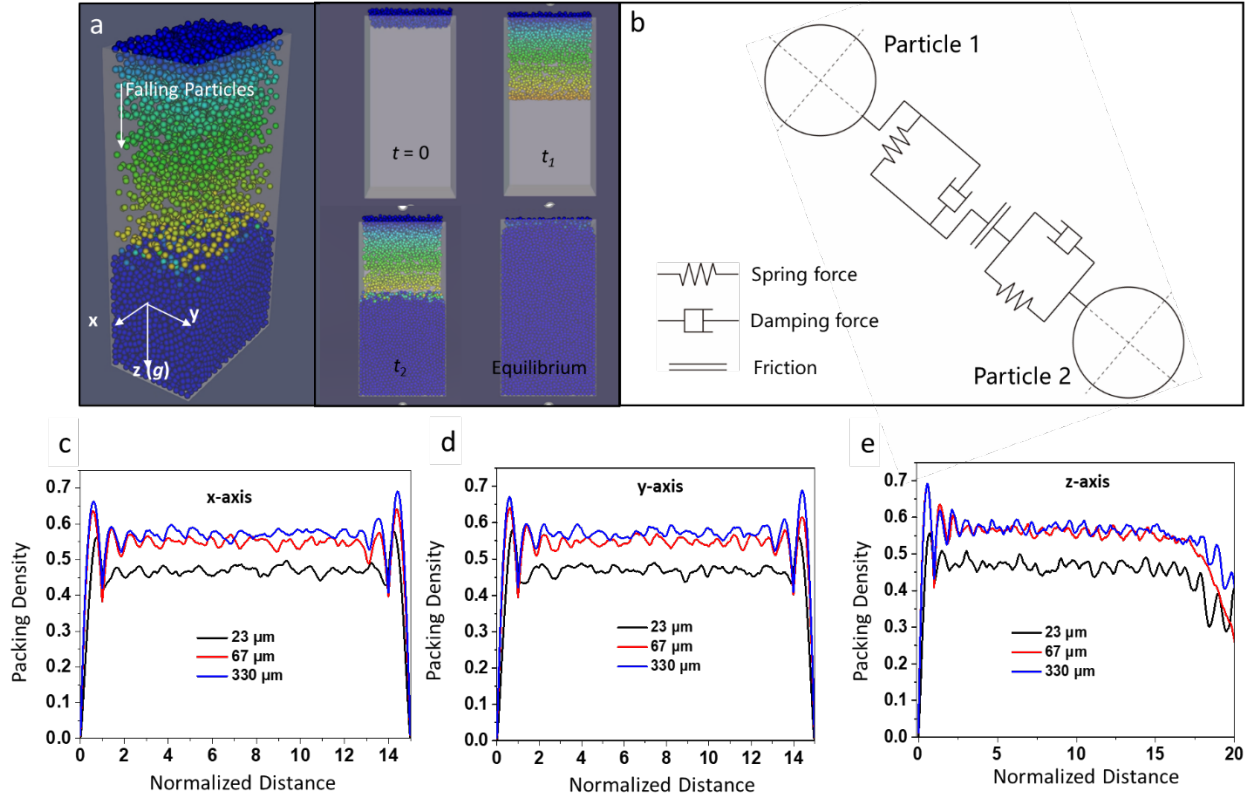 a
Falling Particles
x
y
z (g)
t = 0
t1
t2
Equilibrium
b
Particle 1
Particle 2
Spring force
Damping force
Friction
c
x-axis
0.7
0.6
0.5
0.4
0.3
0.2
0.1
0.0
Packing Density
23 μm
67 μm
330 μm
0 2 4 6 8 10 12 14
Normalized Distance
d
y-axis
0.7
0.6
0.5
0.4
0.3
0.2
0.1
0.0
Packing Density
23 μm
67 μm
330 μm
0 2 4 6 8 10 12 14
Normalized Distance
e
z-axis
0.7
0.6
0.5
0.4
0.3
0.2
0.1
0.0
Packing Density
23 μm
67 μm
330 μm
0 5 10 15 20
Normalized Distance